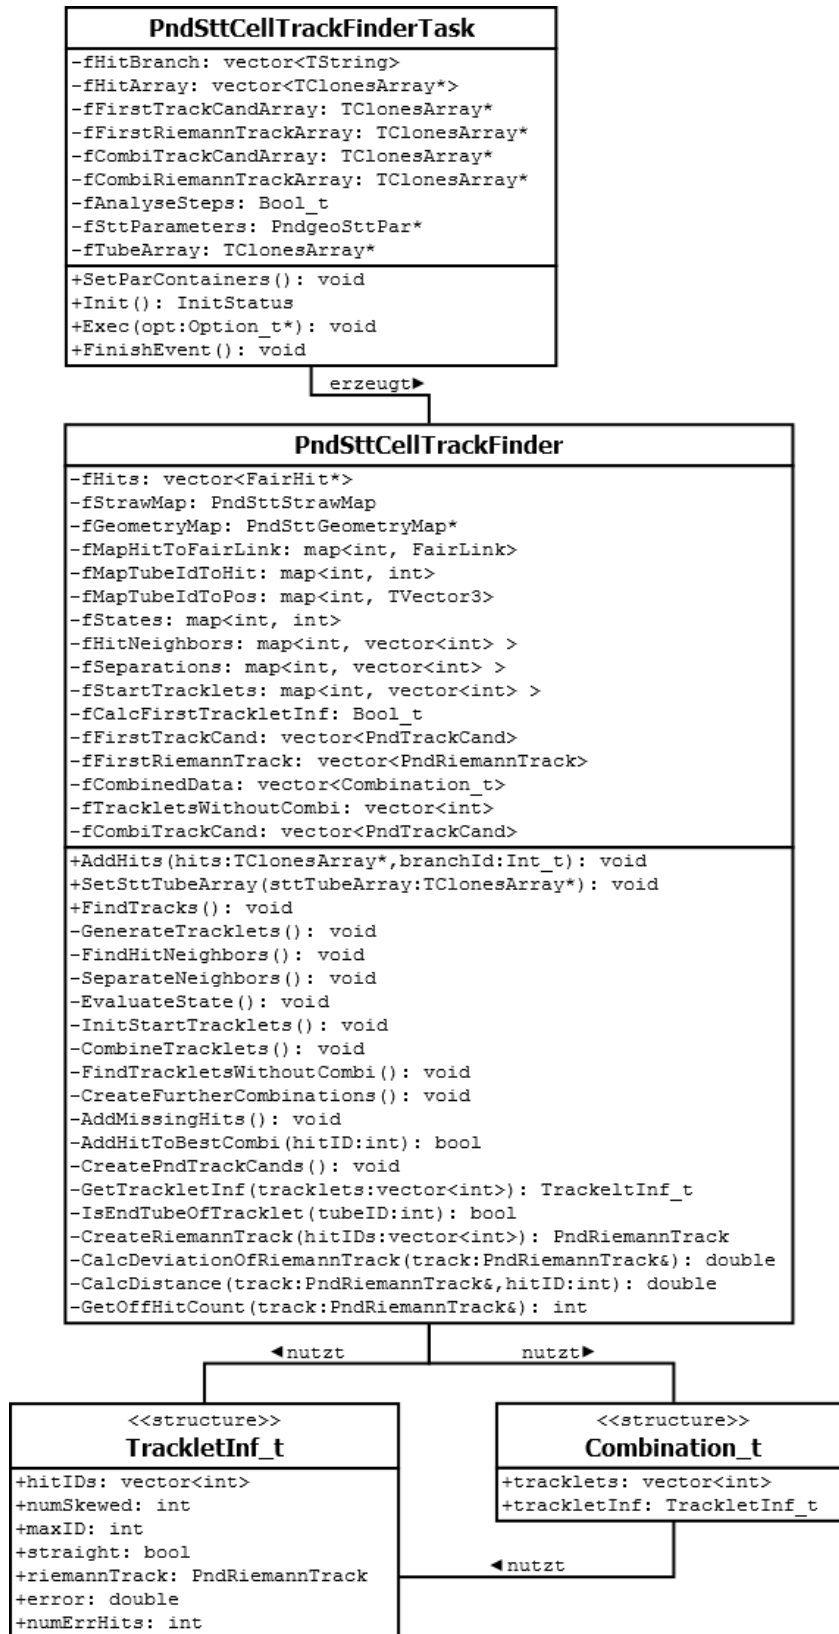 PndSttCellTrackFinderTask
-fHitBranch: vector<TString>
-fHitArray: vector<TClonesArray*>
-fFirstTrackCandArray: TClonesArray*
-fFirstRiemannTrackArray: TClonesArray*
-fCombiTrackCandArray: TClonesArray*
-fCombiRiemannTrackArray: TClonesArray*
-fAnalyseSteps: Bool_t
-fSttParameters: PndgeoSttPar*
-fTubeArray: TClonesArray*
+SetParContainers(): void
+Init(): InitStatus
+Exec(opt:Option_t*): void
+FinishEvent(): void
erzeugt▶
PndSttCellTrackFinder
-fHits: vector<FairHit*>
-fStrawMap: PndSttStrawMap
-fGeometryMap: PndSttGeometryMap*
-fMapHitToFairLink: map<int, FairLink>
-fMapTubeIdToHit: map<int, int>
-fMapTubeIdToPos: map<int, TVector3>
-fStates: map<int, int>
-fHitNeighbors: map<int, vector<int> >
-fSeparations: map<int, vector<int> >
-fStartTracklets: map<int, vector<int> >
-fCalcFirstTrackletInf: Bool_t
-fFirstTrackCand: vector<PndTrackCand>
-fFirstRiemannTrack: vector<PndRiemannTrack>
-fCombinedData: vector<Combination_t>
-fTrackletsWithoutCombi: vector<int>
-fCombiTrackCand: vector<PndTrackCand>
+AddHits(hits:TClonesArray*,branchId:Int_t): void
+SetSttTubeArray(sttTubeArray:TClonesArray*): void
+FindTracks(): void
-GenerateTracklets(): void
-FindHitNeighbors(): void
-SeparateNeighbors(): void
-EvaluateState(): void
-InitStartTracklets(): void
-CombineTracklets(): void
-FindTrackletsWithoutCombi(): void
-CreateFurtherCombinations(): void
-AddMissingHits(): void
-AddHitToBestCombi(hitID:int): bool
-CreatePndTrackCands(): void
-GetTrackletInf(tracklets:vector<int>): TrackeltInf_t
-IsEndTubeOfTracklet(tubeID:int): bool
-CreateRiemannTrack(hitIDs:vector<int>): PndRiemannTrack
-CalcDeviationOfRiemannTrack(track:PndRiemannTrack&): double
-CalcDistance(track:PndRiemannTrack&,hitID:int): double
-GetOffHitCount(track:PndRiemannTrack&): int
◀nutzt
nutzt▶
<<structure>>
TrackletInf_t
+hitIDs: vector<int>
+numSkewed: int
+maxID: int
+straight: bool
+riemannTrack: PndRiemannTrack
+error: double
+numErrHits: int
<<structure>>
Combination_t
+tracklets: vector<int>
+trackletInf: TrackletInf_t
◀nutzt